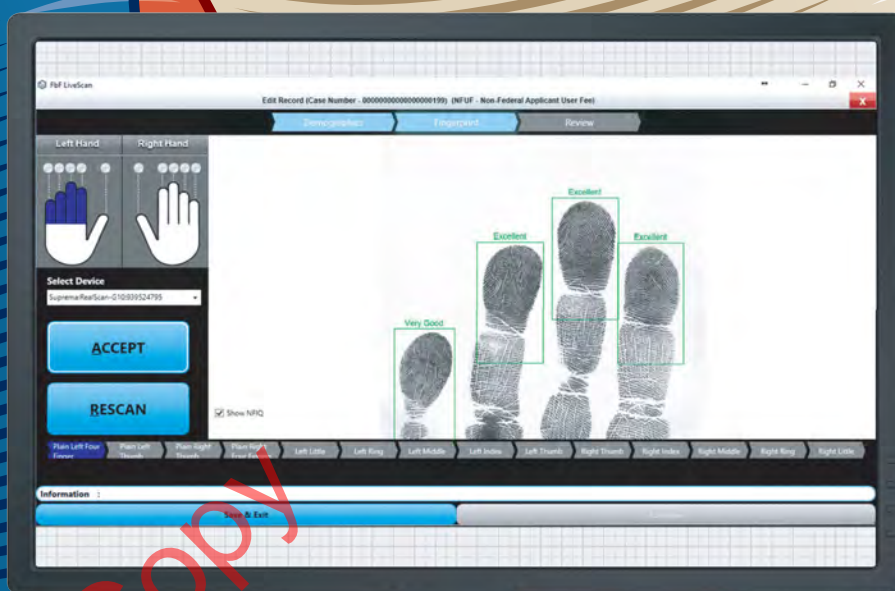 FbF LiveScan
Edit Record (Case Number - 00000000000000000199) (NFUF - Non-Federal Applicant User Fee)
X
Demographics Fingerprint Review
Left Hand Right Hand
Select Device
Suprema:RealScan-G10:939524795
ACCEPT
RESCAN
Excellent
Excellent
Excellent
Very Good
Show NFIQ
Plain Left Four Finger
Plain Left Thumb
Plain Right Thumb
Plain Right Four Finger
Left Little
Left Ring
Left Middle
Left Index
Left Thumb
Right Thumb
Right Index
Right Middle
Right Ring
Right Little
Information :
Save & Exit
Copy